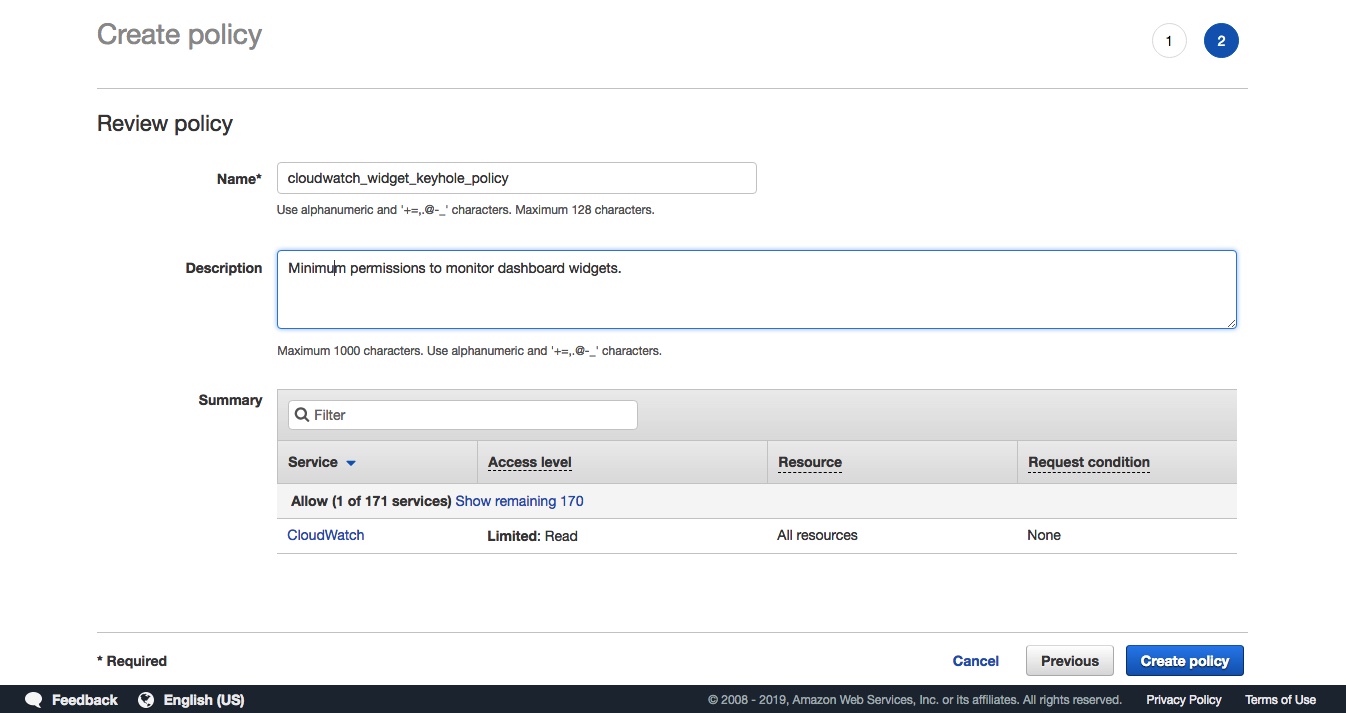 Create policy
1
2
Review policy
Name*
cloudwatch_widget_keyhole_policy
Use alphanumeric and '+=,.@-_' characters. Maximum 128 characters.
Description
Minimum permissions to monitor dashboard widgets.
Maximum 1000 characters. Use alphanumeric and '+=,.@-_' characters.
Summary
Filter
Service Access level Resource Request condition
Allow (1 of 171 services) Show remaining 170
CloudWatch Limited: Read All resources None
* Required
Cancel Previous Create policy
Feedback English (US) © 2008 - 2019, Amazon Web Services, Inc. or its affiliates. All rights reserved. Privacy Policy Terms of Use